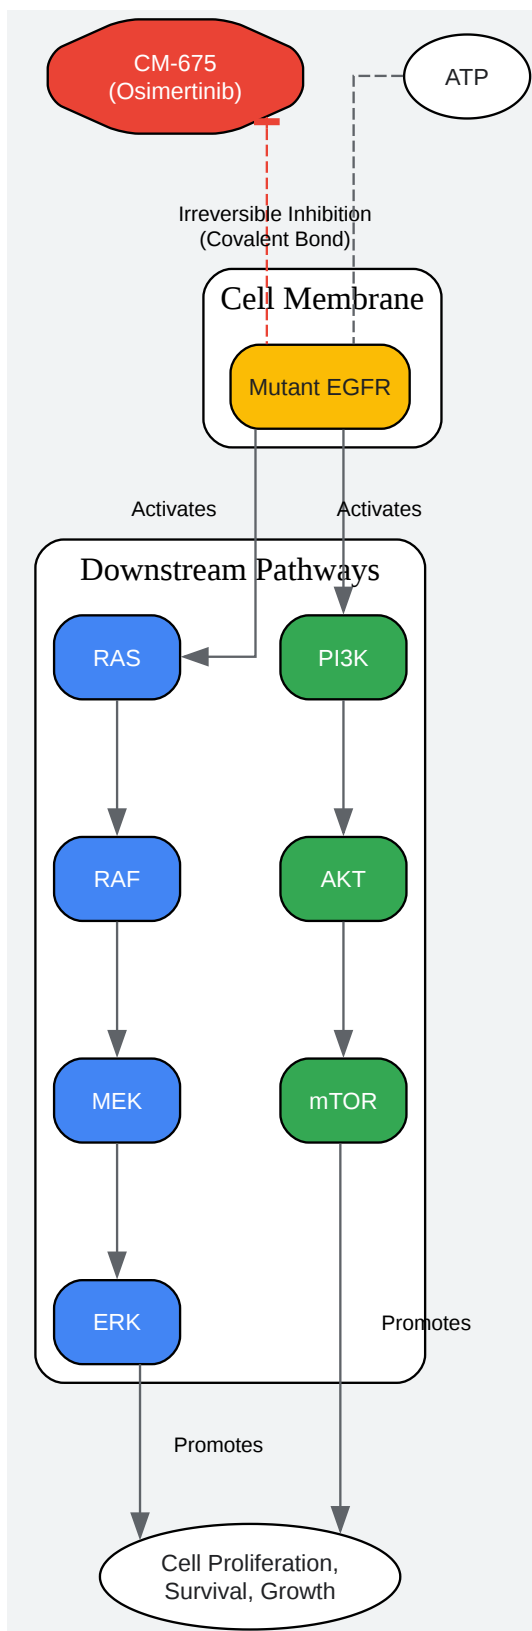 CM-675
(Osimertinib)
ATP
Irreversible Inhibition
(Covalent Bond)
Cell Membrane
Mutant EGFR
Activates
Activates
Downstream Pathways
RAS
PI3K
RAF
AKT
MEK
mTOR
ERK
Promotes
Promotes
Cell Proliferation,
Survival, Growth